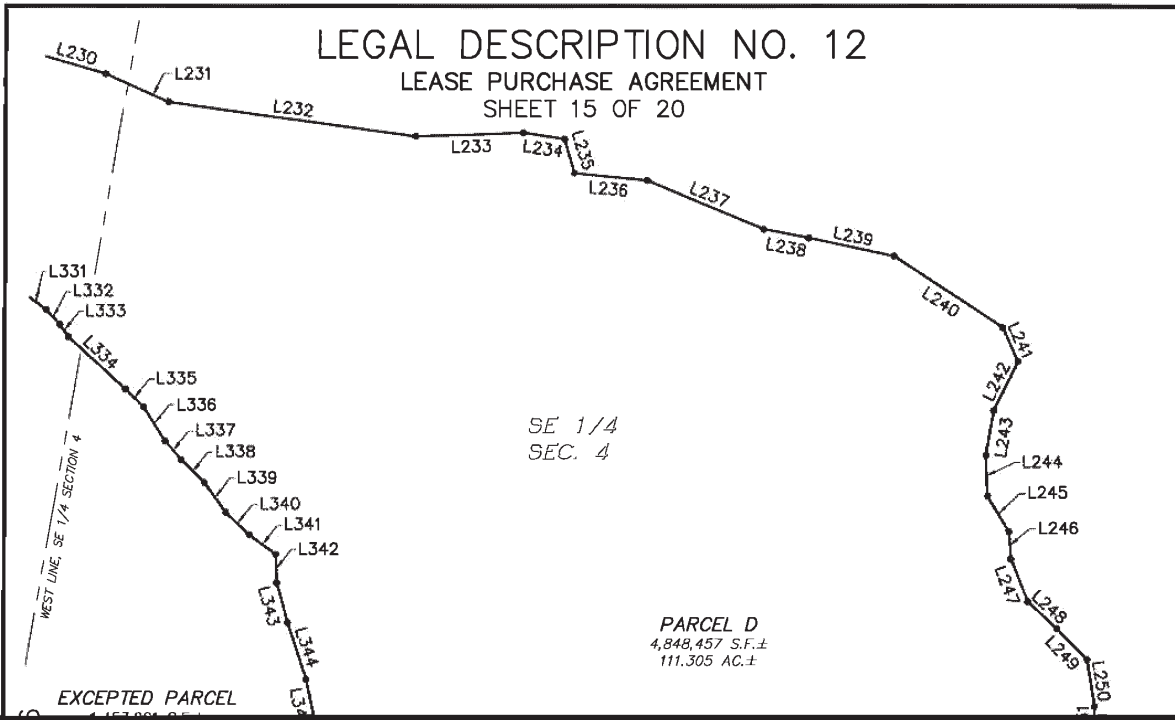 LEGAL DESCRIPTION NO. 12
LEASE PURCHASE AGREEMENT
SHEET 15 OF 20
L230
L231
L232
L233
L234
L235
L236
L237
L238
L239
L240
L241
L242
L243
L244
L245
L246
L247
L248
L249
L250
L331
L332
L333
L334
L335
L336
L337
L338
L339
L340
L341
L342
L343
L344
WEST LINE, SE 1/4 SECTION 4
SE 1/4
SEC. 4
PARCEL D
4,848,457 S.F.±
111.305 AC.±
EXCEPTED PARCEL